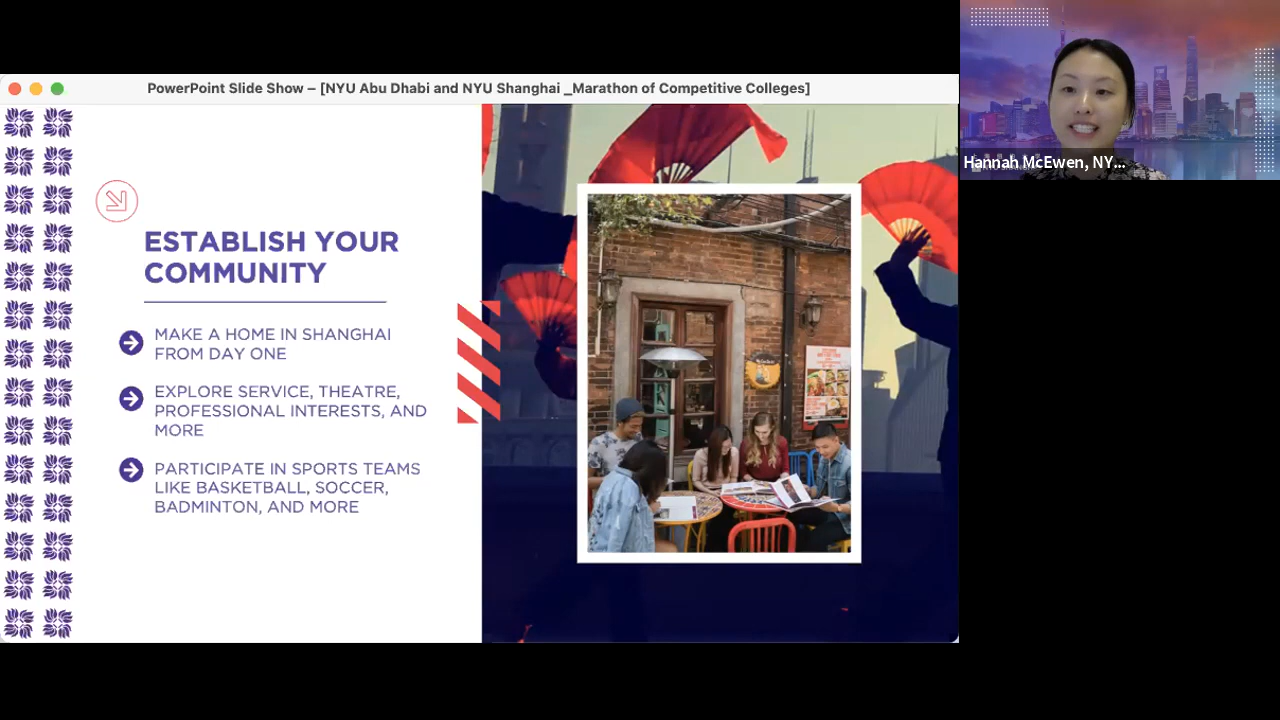 PowerPoint Slide Show – [NYU Abu Dhabi and NYU Shanghai _Marathon of Competitive Colleges]
Hannah McEwen, NY...
ESTABLISH YOUR
COMMUNITY
MAKE A HOME IN SHANGHAI
FROM DAY ONE
EXPLORE SERVICE, THEATRE,
PROFESSIONAL INTERESTS, AND
MORE
PARTICIPATE IN SPORTS TEAMS
LIKE BASKETBALL, SOCCER,
BADMINTON, AND MORE